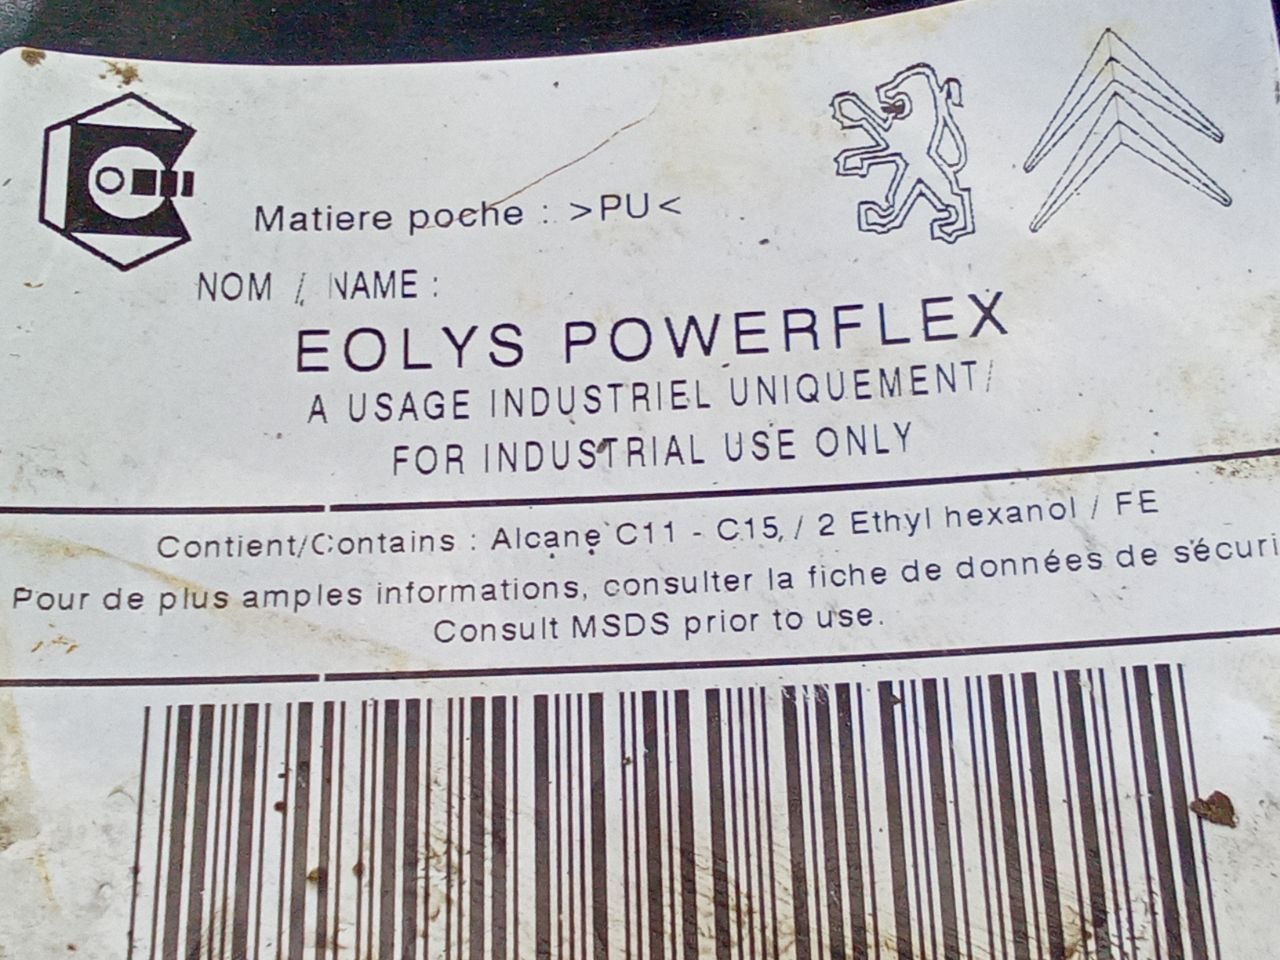 Matiere poche : >PU<
NOM / NAME :
EOLYS POWERFLEX
A USAGE INDUSTRIEL UNIQUEMENT/
FOR INDUSTRIAL USE ONLY
Contient/Contains : Alcane C11 - C15, / 2 Ethyl hexanol / FE
Pour de plus amples informations, consulter la fiche de données de sécuri
Consult MSDS prior to use.